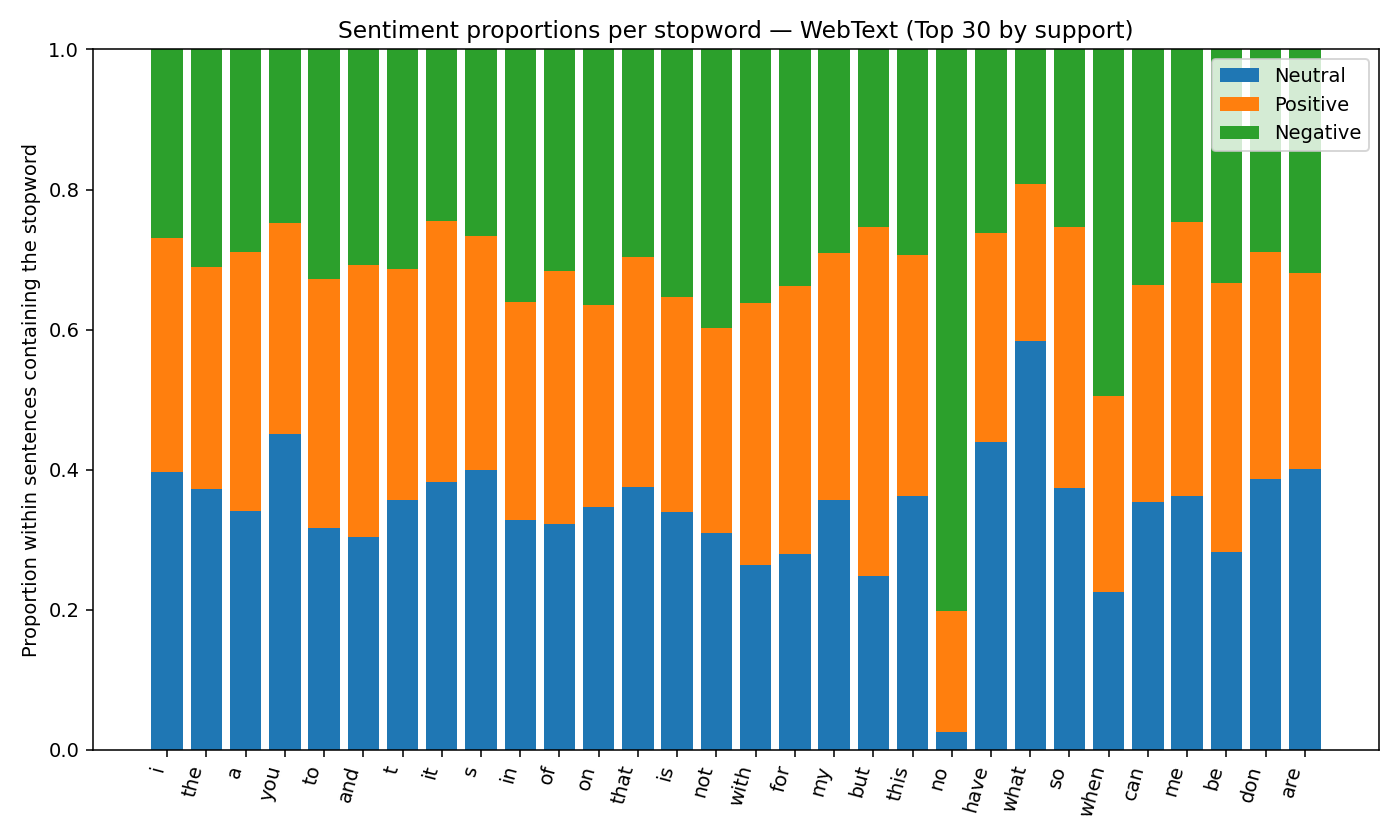 Sentiment proportions per stopword — WebText (Top 30 by support)
Proportion within sentences containing the stopword
1.0
0.8
0.6
0.4
0.2
0.0
Neutral
Positive
Negative
i
the
a
you
to
and
t
it
s
in
of
on
that
is
not
with
for
my
but
this
no
have
what
so
when
can
me
be
don
are